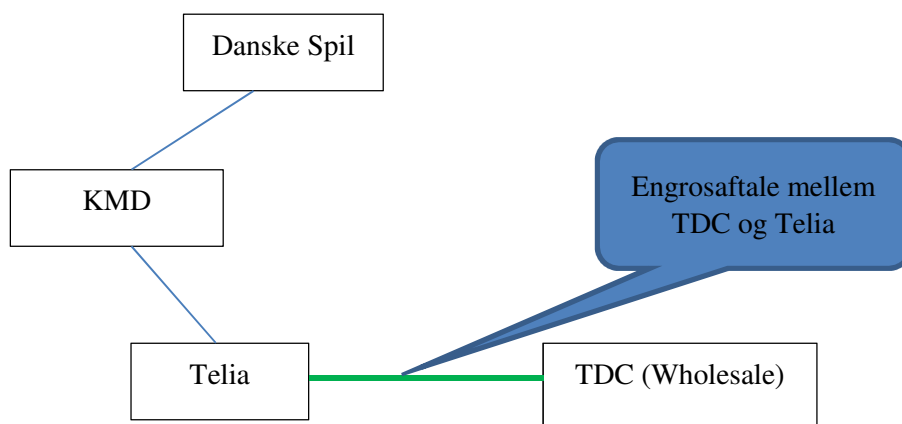 Danske Spil
KMD
Engrosaftale mellem
TDC og Telia
Telia
TDC (Wholesale)